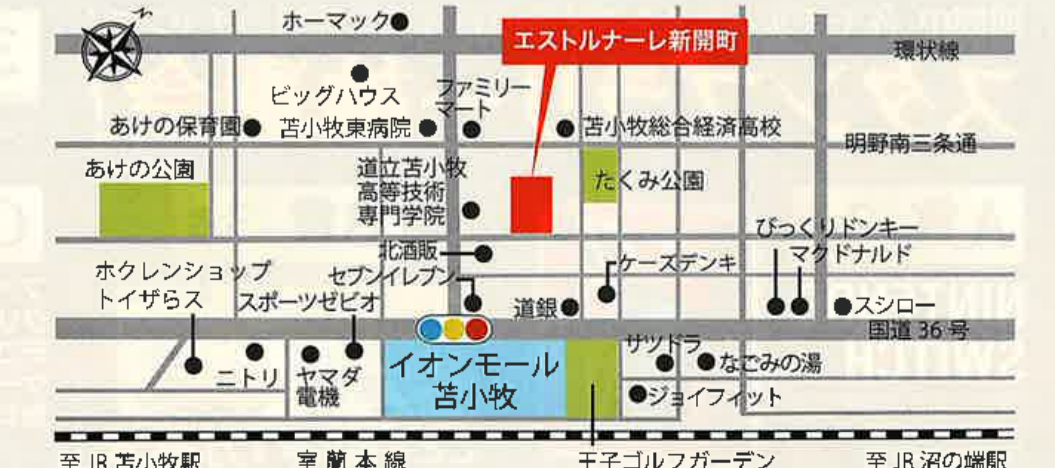 ホーマック
エストルナーレ新開町
環状線
ビッグハウス
ファミリー
マート
あけの保育園
苫小牧東病院
苫小牧総合経済高校
明野南三条通
あけの公園
道立苫小牧
高等技術
専門学院
たくみ公園
びっくりドンキー
マクドナルド
北酒販
ケーズデンキ
ホクレンショップ
トイザらス
セブンイレブン
スポーツゼビオ
道銀
スシロー
国道36号
イオンモール
苫小牧
サツドラ
なごみの湯
ニトリ
ヤマダ
電機
ジョイフィット
至JR苫小牧駅
室蘭本線
王子ゴルフガーデン
至JR沼の端駅